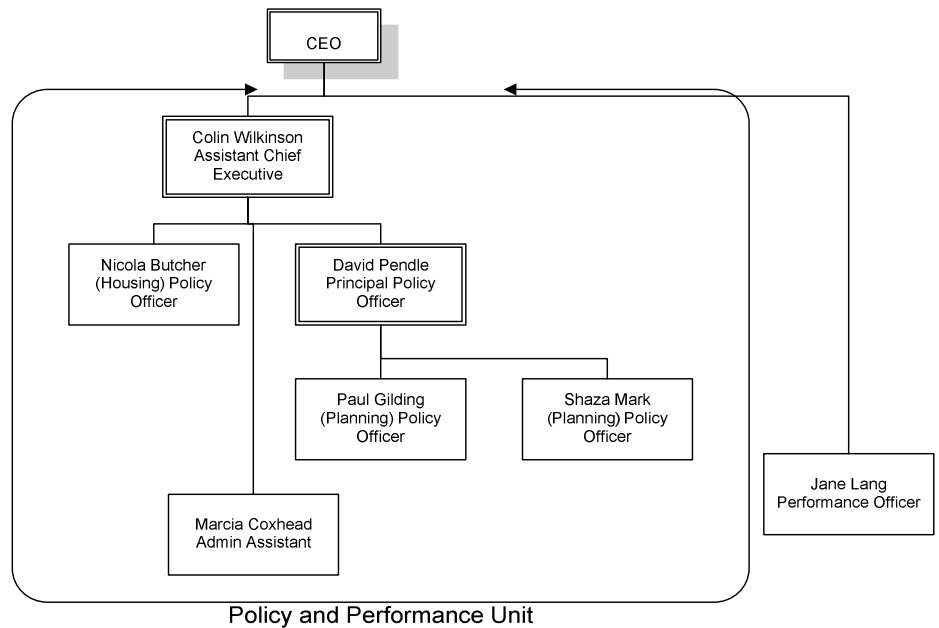 CEO
Colin Wilkinson
Assistant Chief
Executive
Nicola Butcher
(Housing) Policy
Officer
David Pendle
Principal Policy
Officer
Paul Gilding
(Planning) Policy
Officer
Shaza Mark
(Planning) Policy
Officer
Jane Lang
Performance Officer
Marcia Coxhead
Admin Assistant
Policy and Performance Unit